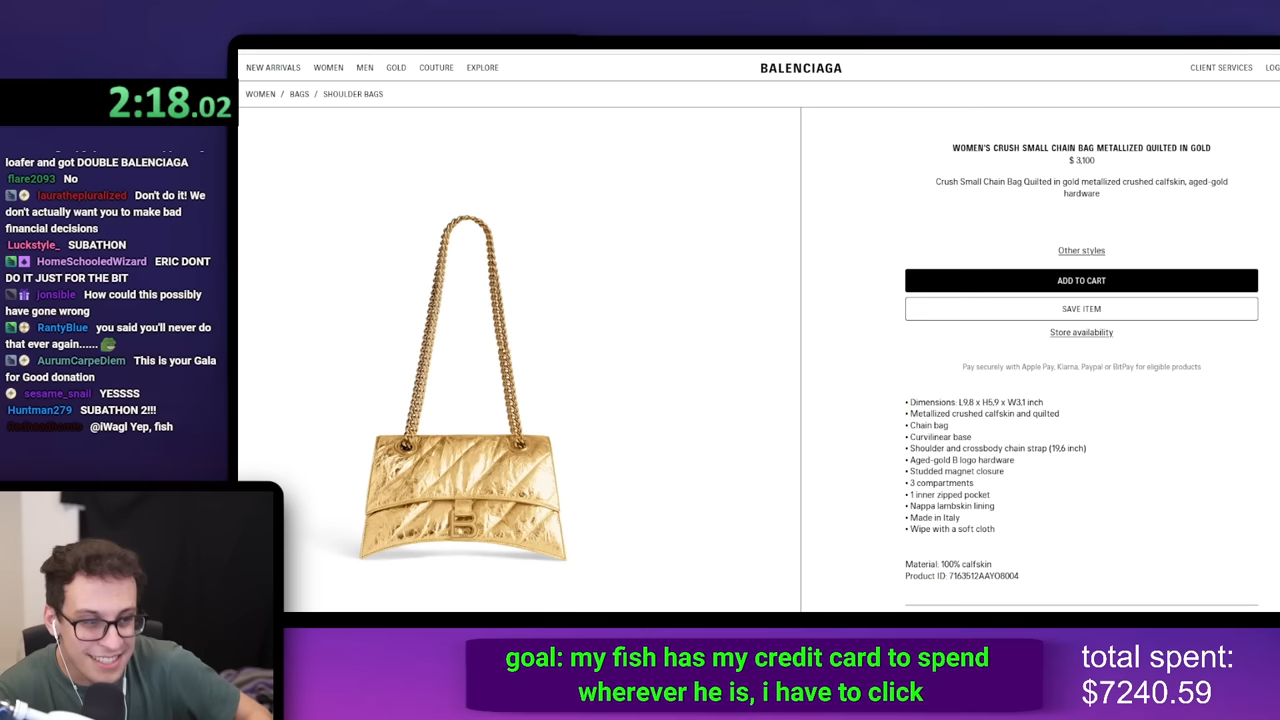 NEW ARRIVALS WOMEN MEN GOLD COUTURE EXPLORE
BALENCIAGA
CLIENT SERVICES LOG
WOMEN / BAGS / SHOULDER BAGS
2:18.02
loafer and got DOUBLE BALENCIAGA
flare2093 No
laurathepluralized Don't do it! We
don't actually want you to make bad
financial decisions
Luckstyle_ SUBATHON
HomeSchooledWizard ERIC DONT
DO IT JUST FOR THE BIT
jonsible How could this possibly
have gone wrong
RantyBlue you said you'll never do
that ever again......
AurumCarpeDiem This is your Gala
for Good donation
sesame_snail YESSSS
Huntman279 SUBATHON 2!!!
@iWagl Yep, fish
WOMEN'S CRUSH SMALL CHAIN BAG METALLIZED QUILTED IN GOLD
$ 3,100
Crush Small Chain Bag Quilted in gold metallized crushed calfskin, aged-gold
hardware
Other styles
ADD TO CART
SAVE ITEM
Store availability
Pay securely with Apple Pay, Klarna, Paypal or BitPay for eligible products
• Dimensions: L9,8 x H5,9 x W3,1 inch
• Metallized crushed calfskin and quilted
• Chain bag
• Curvilinear base
• Shoulder and crossbody chain strap (19,6 inch)
• Aged-gold B logo hardware
• Studded magnet closure
• 3 compartments
• 1 inner zipped pocket
• Nappa lambskin lining
• Made in Italy
• Wipe with a soft cloth
Material: 100% calfskin
Product ID: 7163512AAYO8004
B
goal: my fish has my credit card to spend
wherever he is, i have to click
total spent:
$7240.59